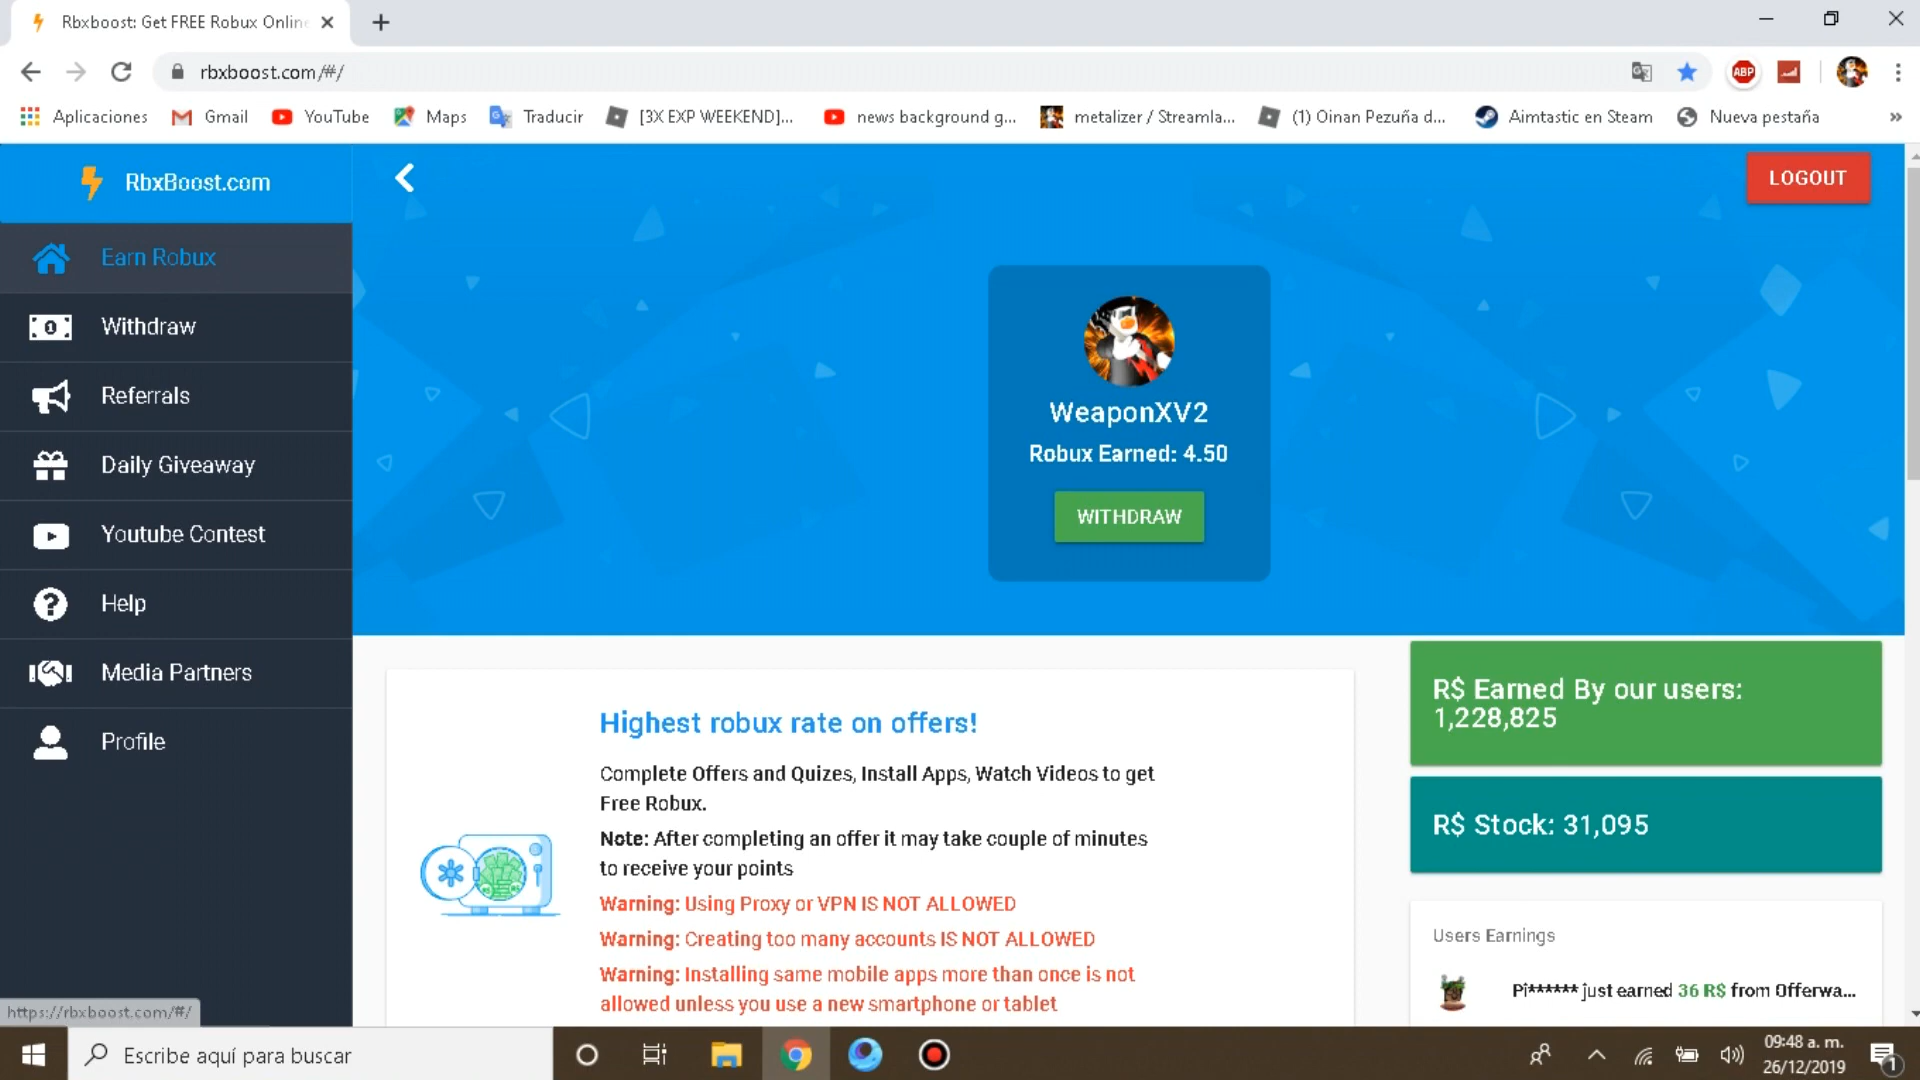 Rbxboost: Get FREE Robux Online
rbxboost.com/#/
ABP
Aplicaciones
Gmail
YouTube
Maps
Traducir
[3X EXP WEEKEND]...
news background g...
metalizer / Streamla...
(1) Oinan Pezuña d...
Aimtastic en Steam
Nueva pestaña
»
RbxBoost.com
LOGOUT
Earn Robux
Withdraw
Referrals
Daily Giveaway
Youtube Contest
Help
Media Partners
Profile
WeaponXV2
Robux Earned: 4.50
WITHDRAW
Highest robux rate on offers!
Complete Offers and Quizes, Install Apps, Watch Videos to get
Free Robux.
Note: After completing an offer it may take couple of minutes
to receive your points
Warning: Using Proxy or VPN IS NOT ALLOWED
Warning: Creating too many accounts IS NOT ALLOWED
Warning: Installing same mobile apps more than once is not
allowed unless you use a new smartphone or tablet
R$ Earned By our users:
1,228,825
R$ Stock: 31,095
Users Earnings
Pi****** just earned 36 R$ from Offerwa...
https://rbxboost.com/#/
Escribe aquí para buscar
09:48 a. m.
26/12/2019
1